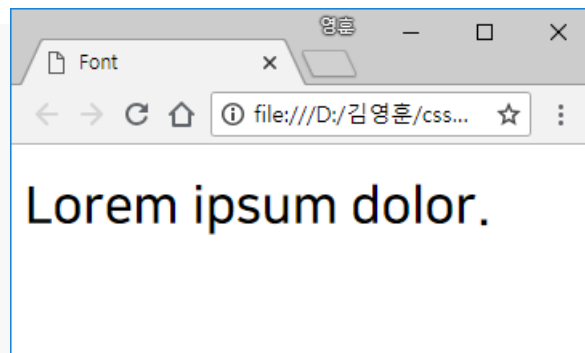 영훈
Font
file:///D:/김영훈/css...
Lorem ipsum dolor.